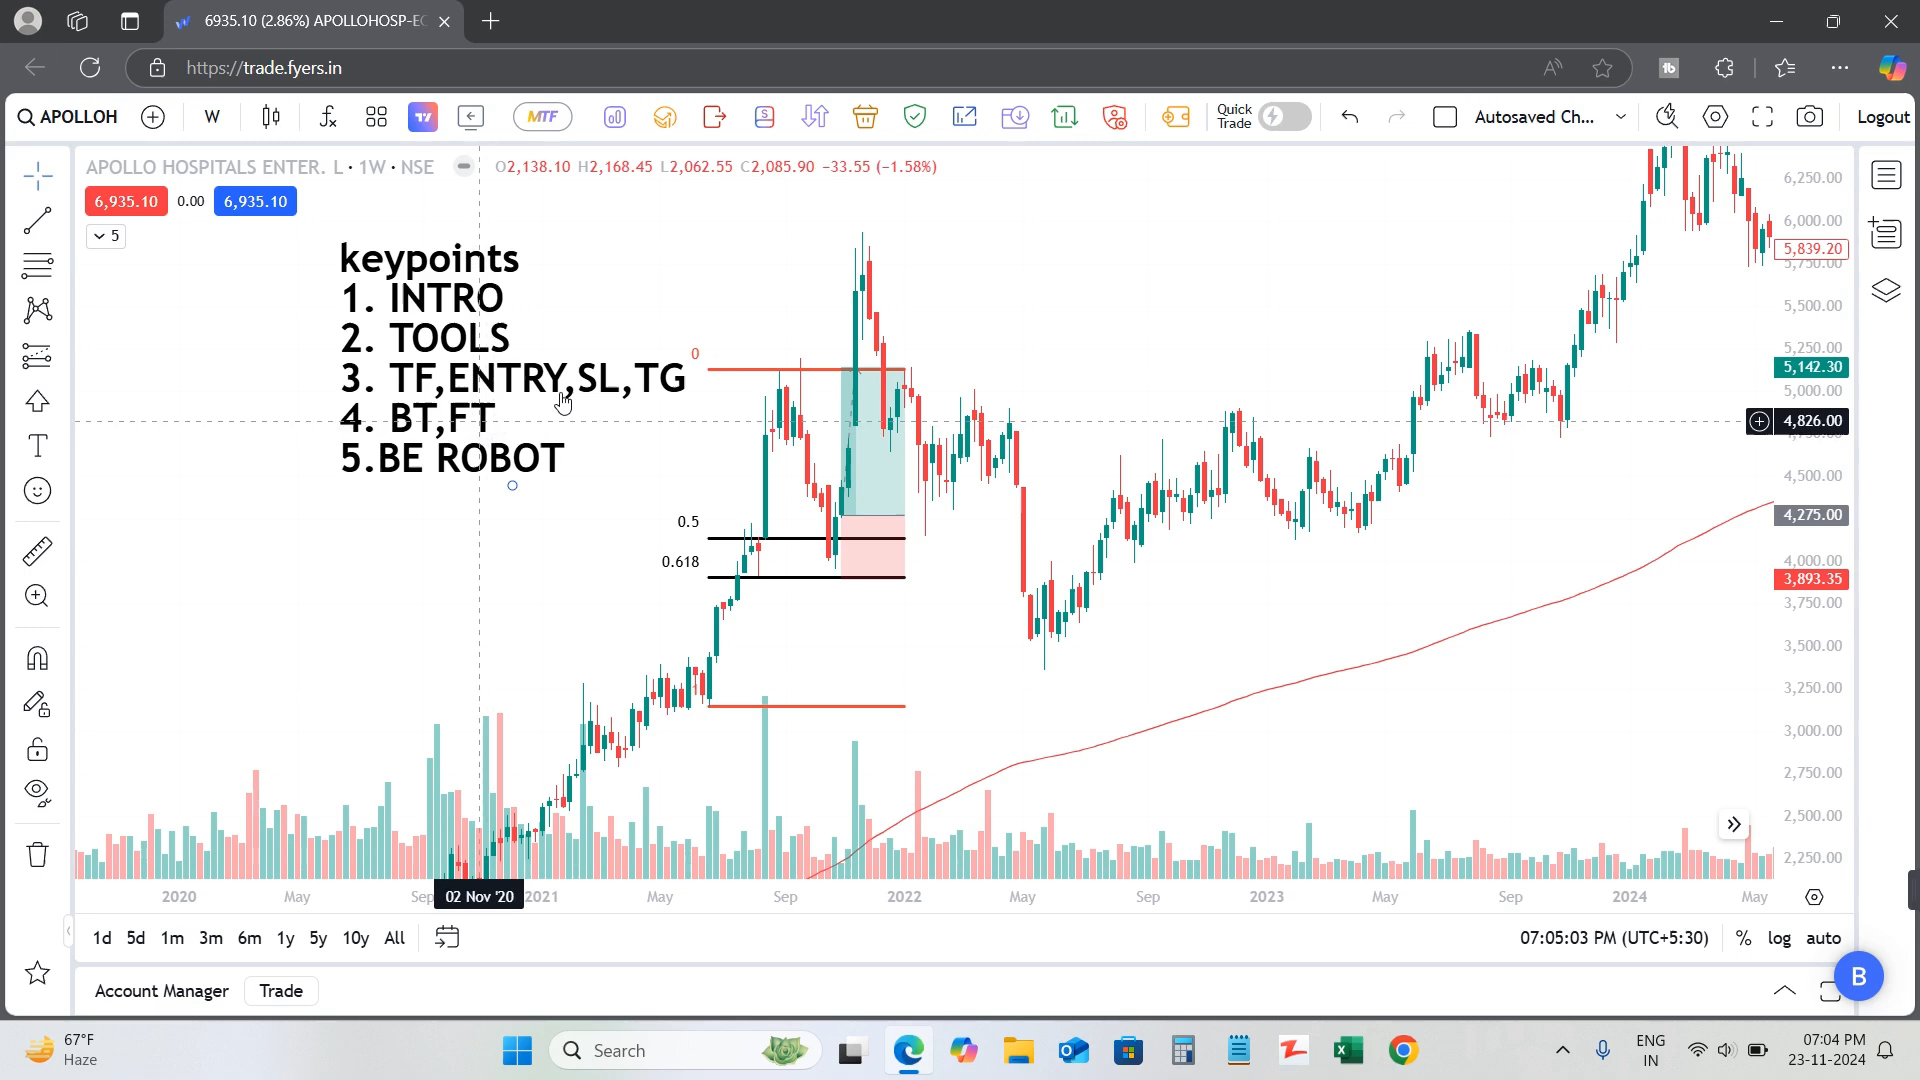 6935.10 (2.86%) APOLLOHOSP-EC
https://trade.fyers.in
APOLLOH
W
MTF
Quick
Trade
Autosaved Ch...
Logout
APOLLO HOSPITALS ENTER. L · 1W · NSE
O2,138.10 H2,168.45 L2,062.55 C2,085.90 -33.55 (-1.58%)
6,935.10 0.00 6,935.10
5
keypoints
1. INTRO
2. TOOLS
3. TF,ENTRY,SL,TG
4. BT,FT
5.BE ROBOT
0
0.5
0.618
1
6,250.00
6,000.00
5,839.20
5,750.00
5,500.00
5,250.00
5,142.30
5,000.00
4,826.00
4,750.00
4,500.00
4,275.00
4,000.00
3,893.35
3,750.00
3,500.00
3,250.00
3,000.00
2,750.00
2,500.00
2,250.00
2020 May Sep 02 Nov '20 2021 May Sep 2022 May Sep 2023 May Sep 2024 May
1d 5d 1m 3m 6m 1y 5y 10y All
07:05:03 PM (UTC+5:30) % log auto
Account Manager Trade
B
67°F
Haze
Search
ENG
IN
07:04 PM
23-11-2024